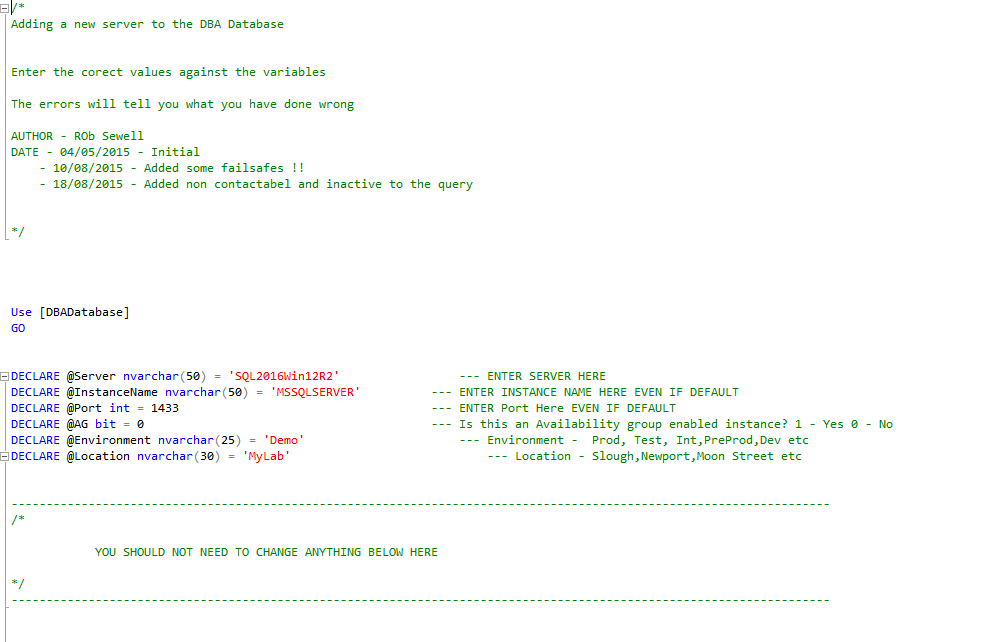 /*
Adding a new server to the DBA Database
Enter the corect values against the variables
The errors will tell you what you have done wrong
AUTHOR - ROb Sewell
DATE - 04/05/2015 - Initial
- 10/08/2015 - Added some failsafes !!
- 18/08/2015 - Added non contactabel and inactive to the query
*/
Use [DBADatabase]
GO
DECLARE @Server nvarchar(50) = 'SQL2016Win12R2' --- ENTER SERVER HERE
DECLARE @InstanceName nvarchar(50) = 'MSSQLSERVER' --- ENTER INSTANCE NAME HERE EVEN IF DEFAULT
DECLARE @Port int = 1433 --- ENTER Port Here EVEN IF DEFAULT
DECLARE @AG bit = 0 --- Is this an Availability group enabled instance? 1 - Yes 0 - No
DECLARE @Environment nvarchar(25) = 'Demo' --- Environment -  Prod, Test, Int,PreProd,Dev etc
DECLARE @Location nvarchar(30) = 'MyLab' --- Location - Slough,Newport,Moon Street etc
---------------------------------------------------------------------------------------------------------------------
/*
YOU SHOULD NOT NEED TO CHANGE ANYTHING BELOW HERE
*/
---------------------------------------------------------------------------------------------------------------------